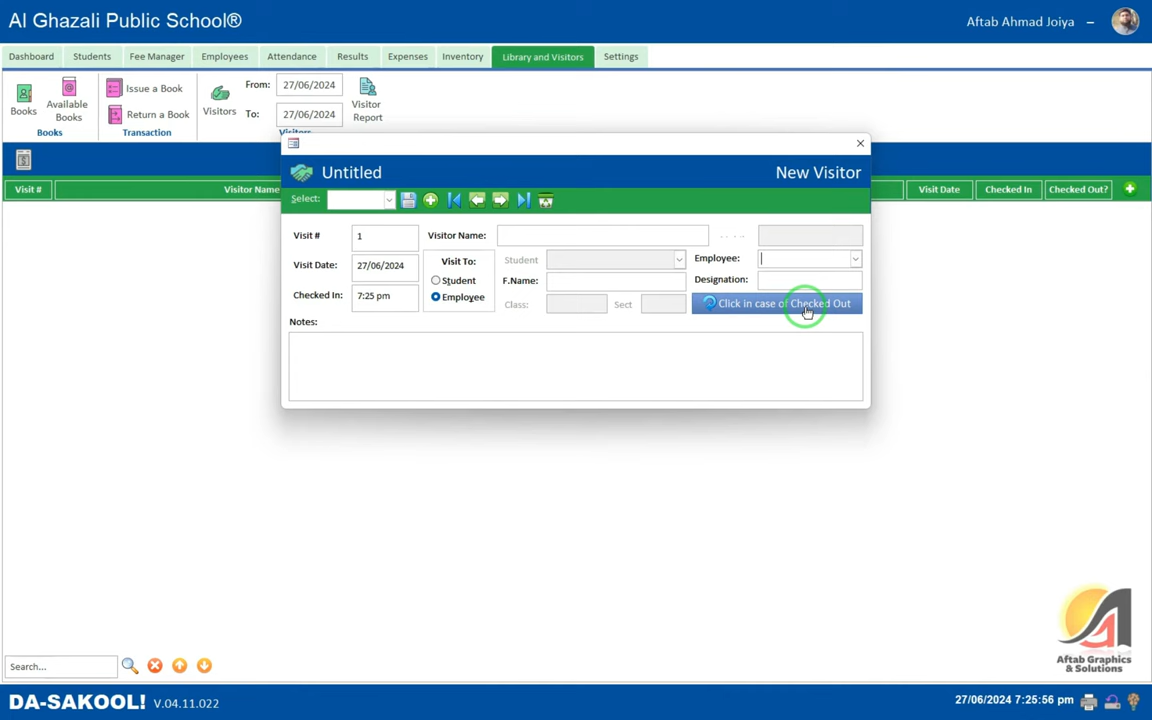 Al Ghazali Public School®
Aftab Ahmad Joiya
Dashboard Students Fee Manager Employees Attendance Results Expenses Inventory Library and Visitors Settings
Books
Available Books
Books
Issue a Book
Return a Book
Transaction
Visitors
From: 27/06/2024
To: 27/06/2024
Visitor Report
Visitors
Visit # Visitor Name Visit Date Checked In Checked Out?
Untitled New Visitor
Select:
Visit # 1 Visitor Name:
Visit Date: 27/06/2024 Visit To: Student Employee:
Student F.Name: Designation:
Checked In: 7:25 pm Employee Class: Sect Click in case of Checked Out
Notes:
Search...
Aftab Graphics
& Solutions
DA-SAKOOL! V.04.11.022 27/06/2024 7:25:56 pm